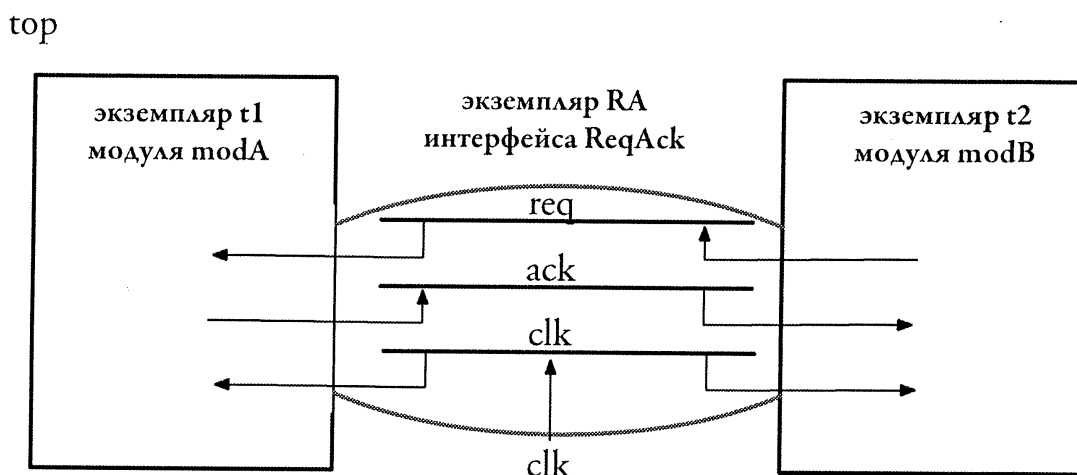 top
экземпляр t1
модуля modA
экземпляр RA
интерфейса ReqAck
экземпляр t2
модуля modB
req
ack
clk
clk